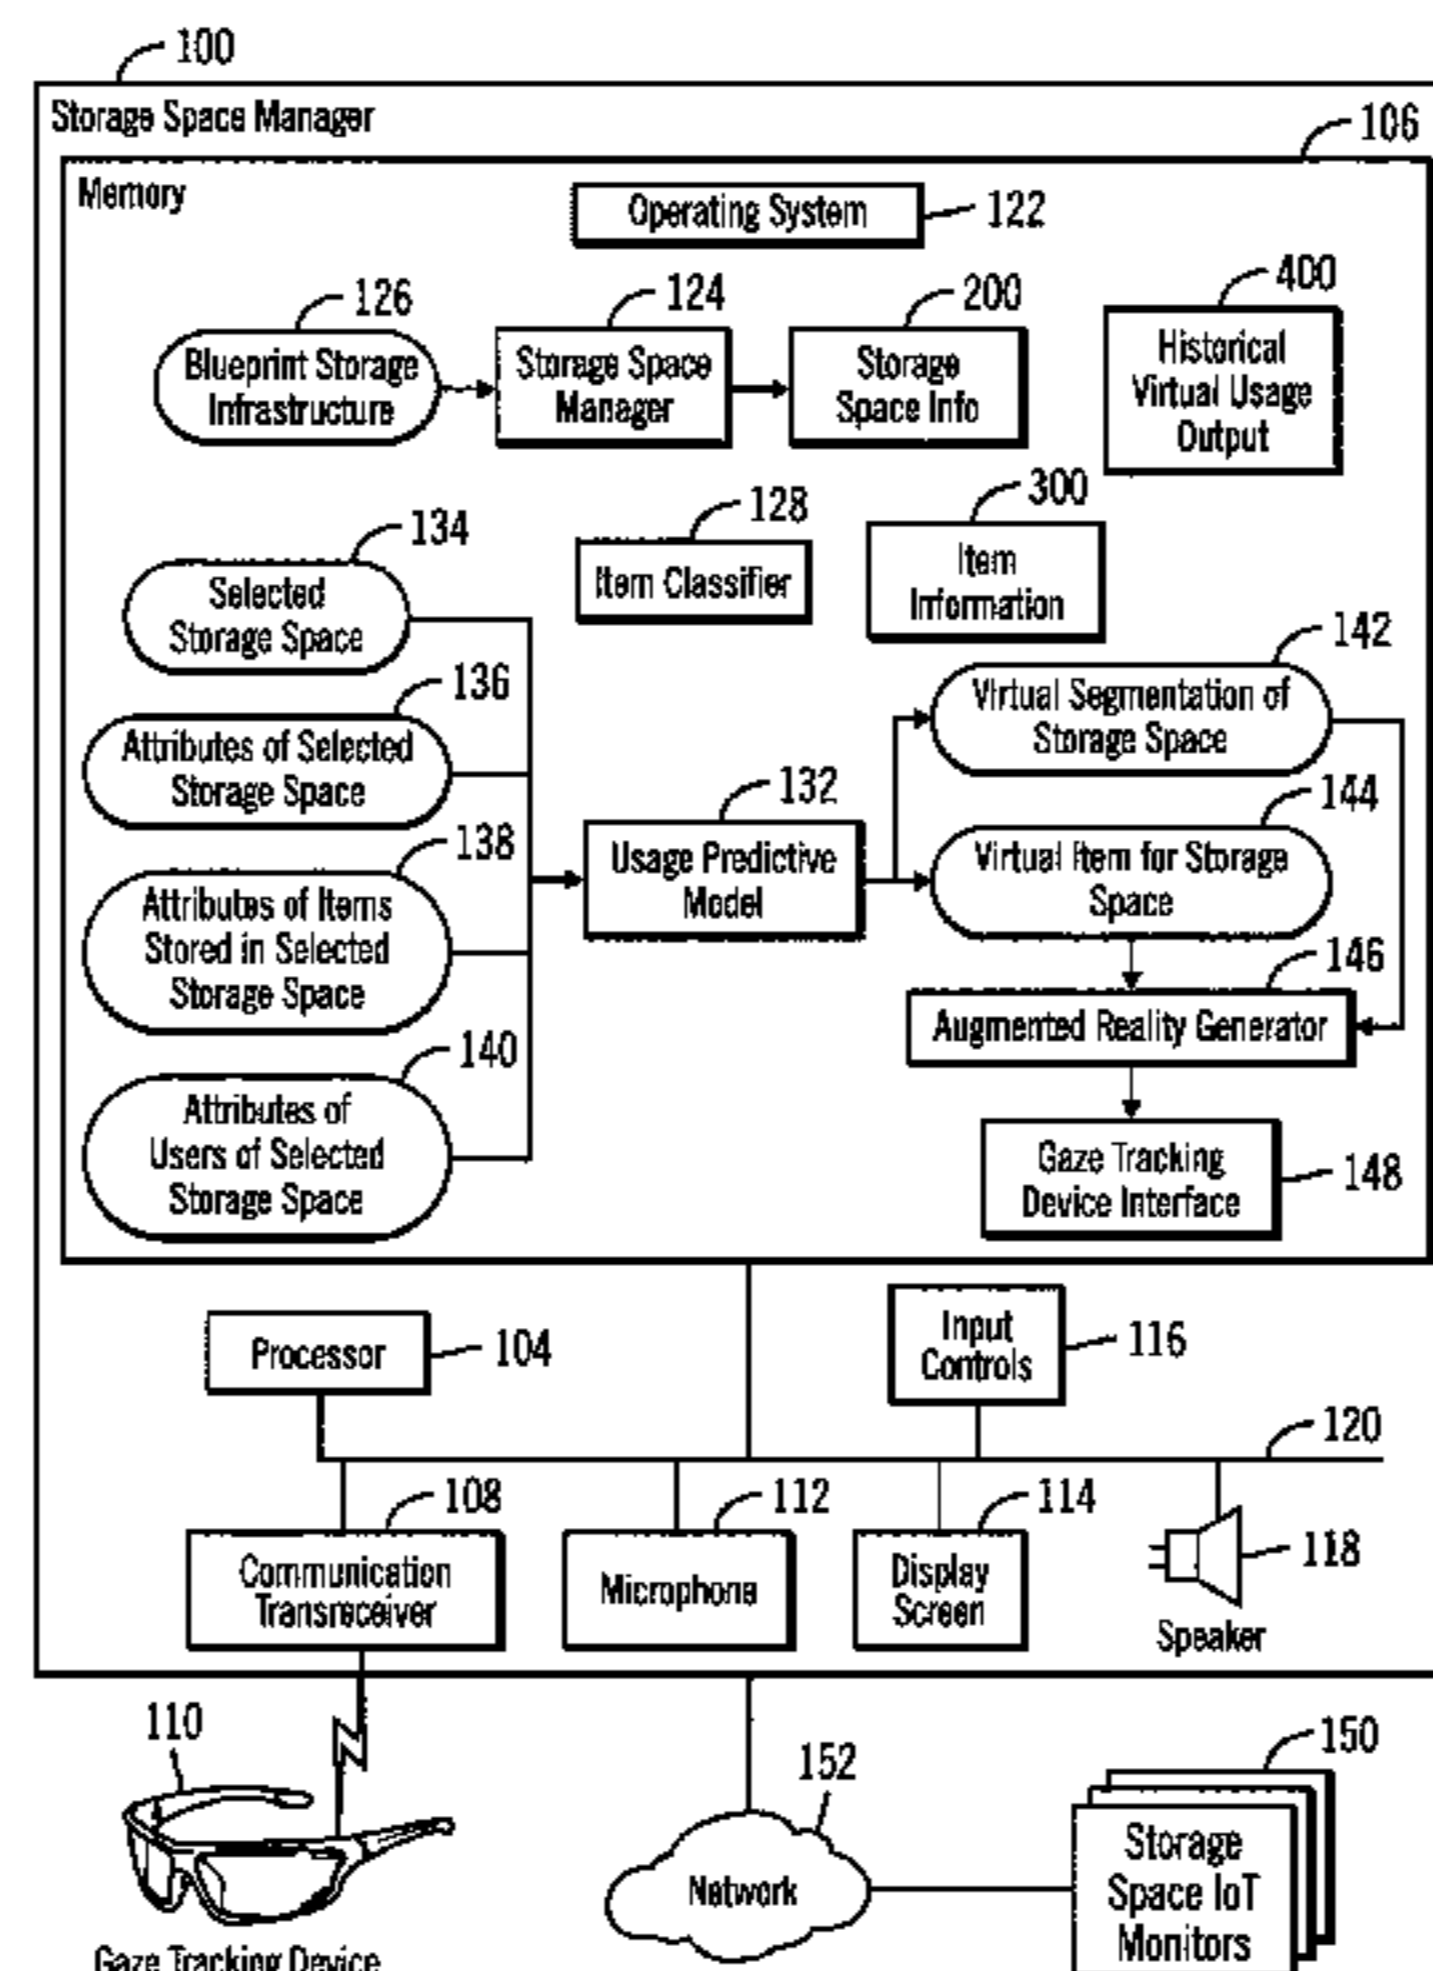 100
Storage Space Manager
106
Memory
Operating System
122
126
Blueprint Storage
Infrastructure
124
Storage Space
Manager
200
Storage
Space Info
400
Historical
Virtual Usage
Output
134
Selected
Storage Space
128
Item Classifier
300
Item
Information
136
Attributes of Selected
Storage Space
138
Attributes of Items
Stored in Selected
Storage Space
140
Attributes of
Users of Selected
Storage Space
132
Usage Predictive
Model
142
Virtual Segmentation of
Storage Space
144
Virtual Item for Storage
Space
146
Augmented Reality Generator
Gaze Tracking
Device Interface
148
Processor
104
Input
Controls
116
120
108
Communication
Transreceiver
112
Microphone
114
Display
Screen
118
Speaker
110
Gaze Tracking Device
152
Network
150
Storage
Space IoT
Monitors